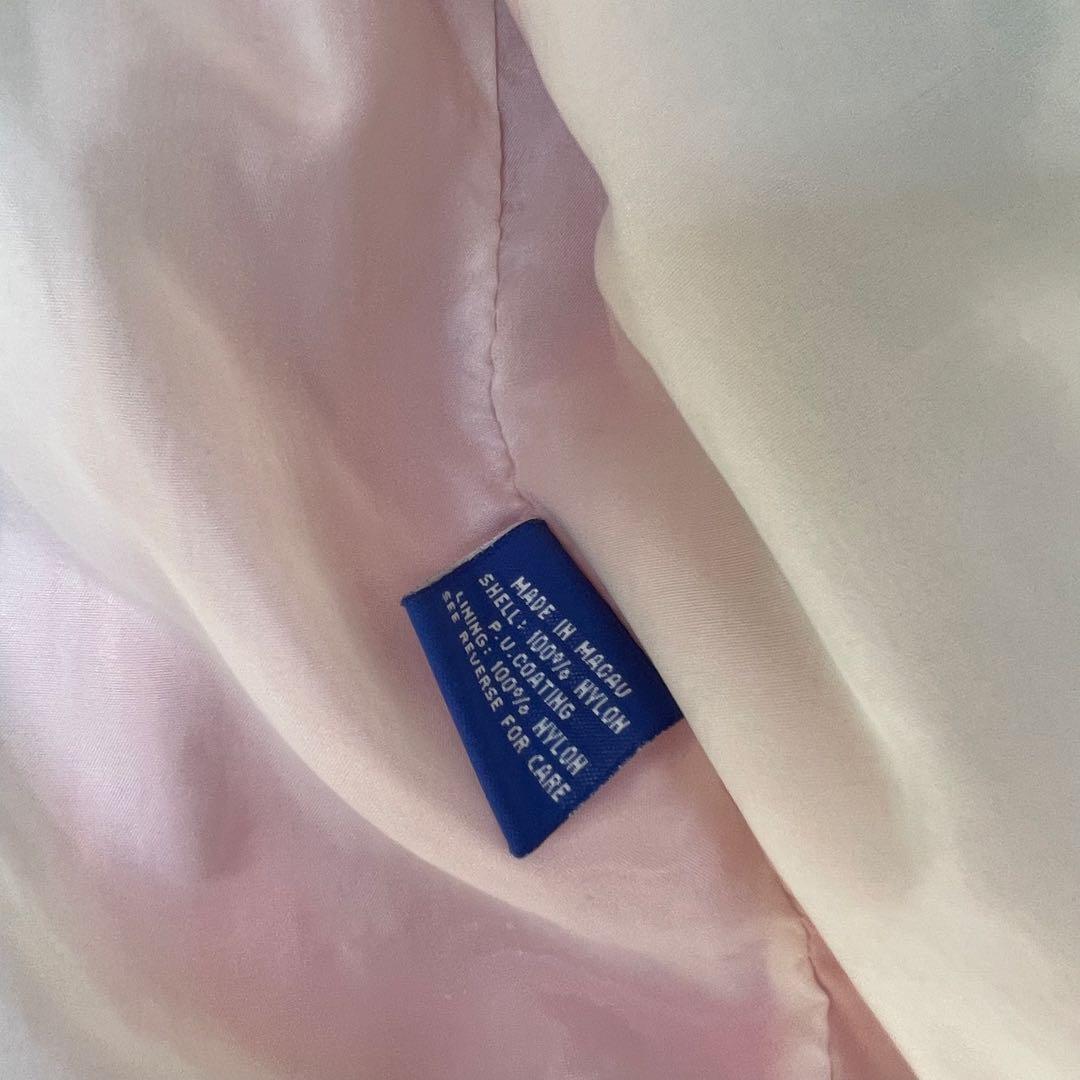 MADE IN MACAU
SHELL: 100% NYLON
P.U.COATING
LINING: 100% NYLON
SEE REVERSE FOR CARE